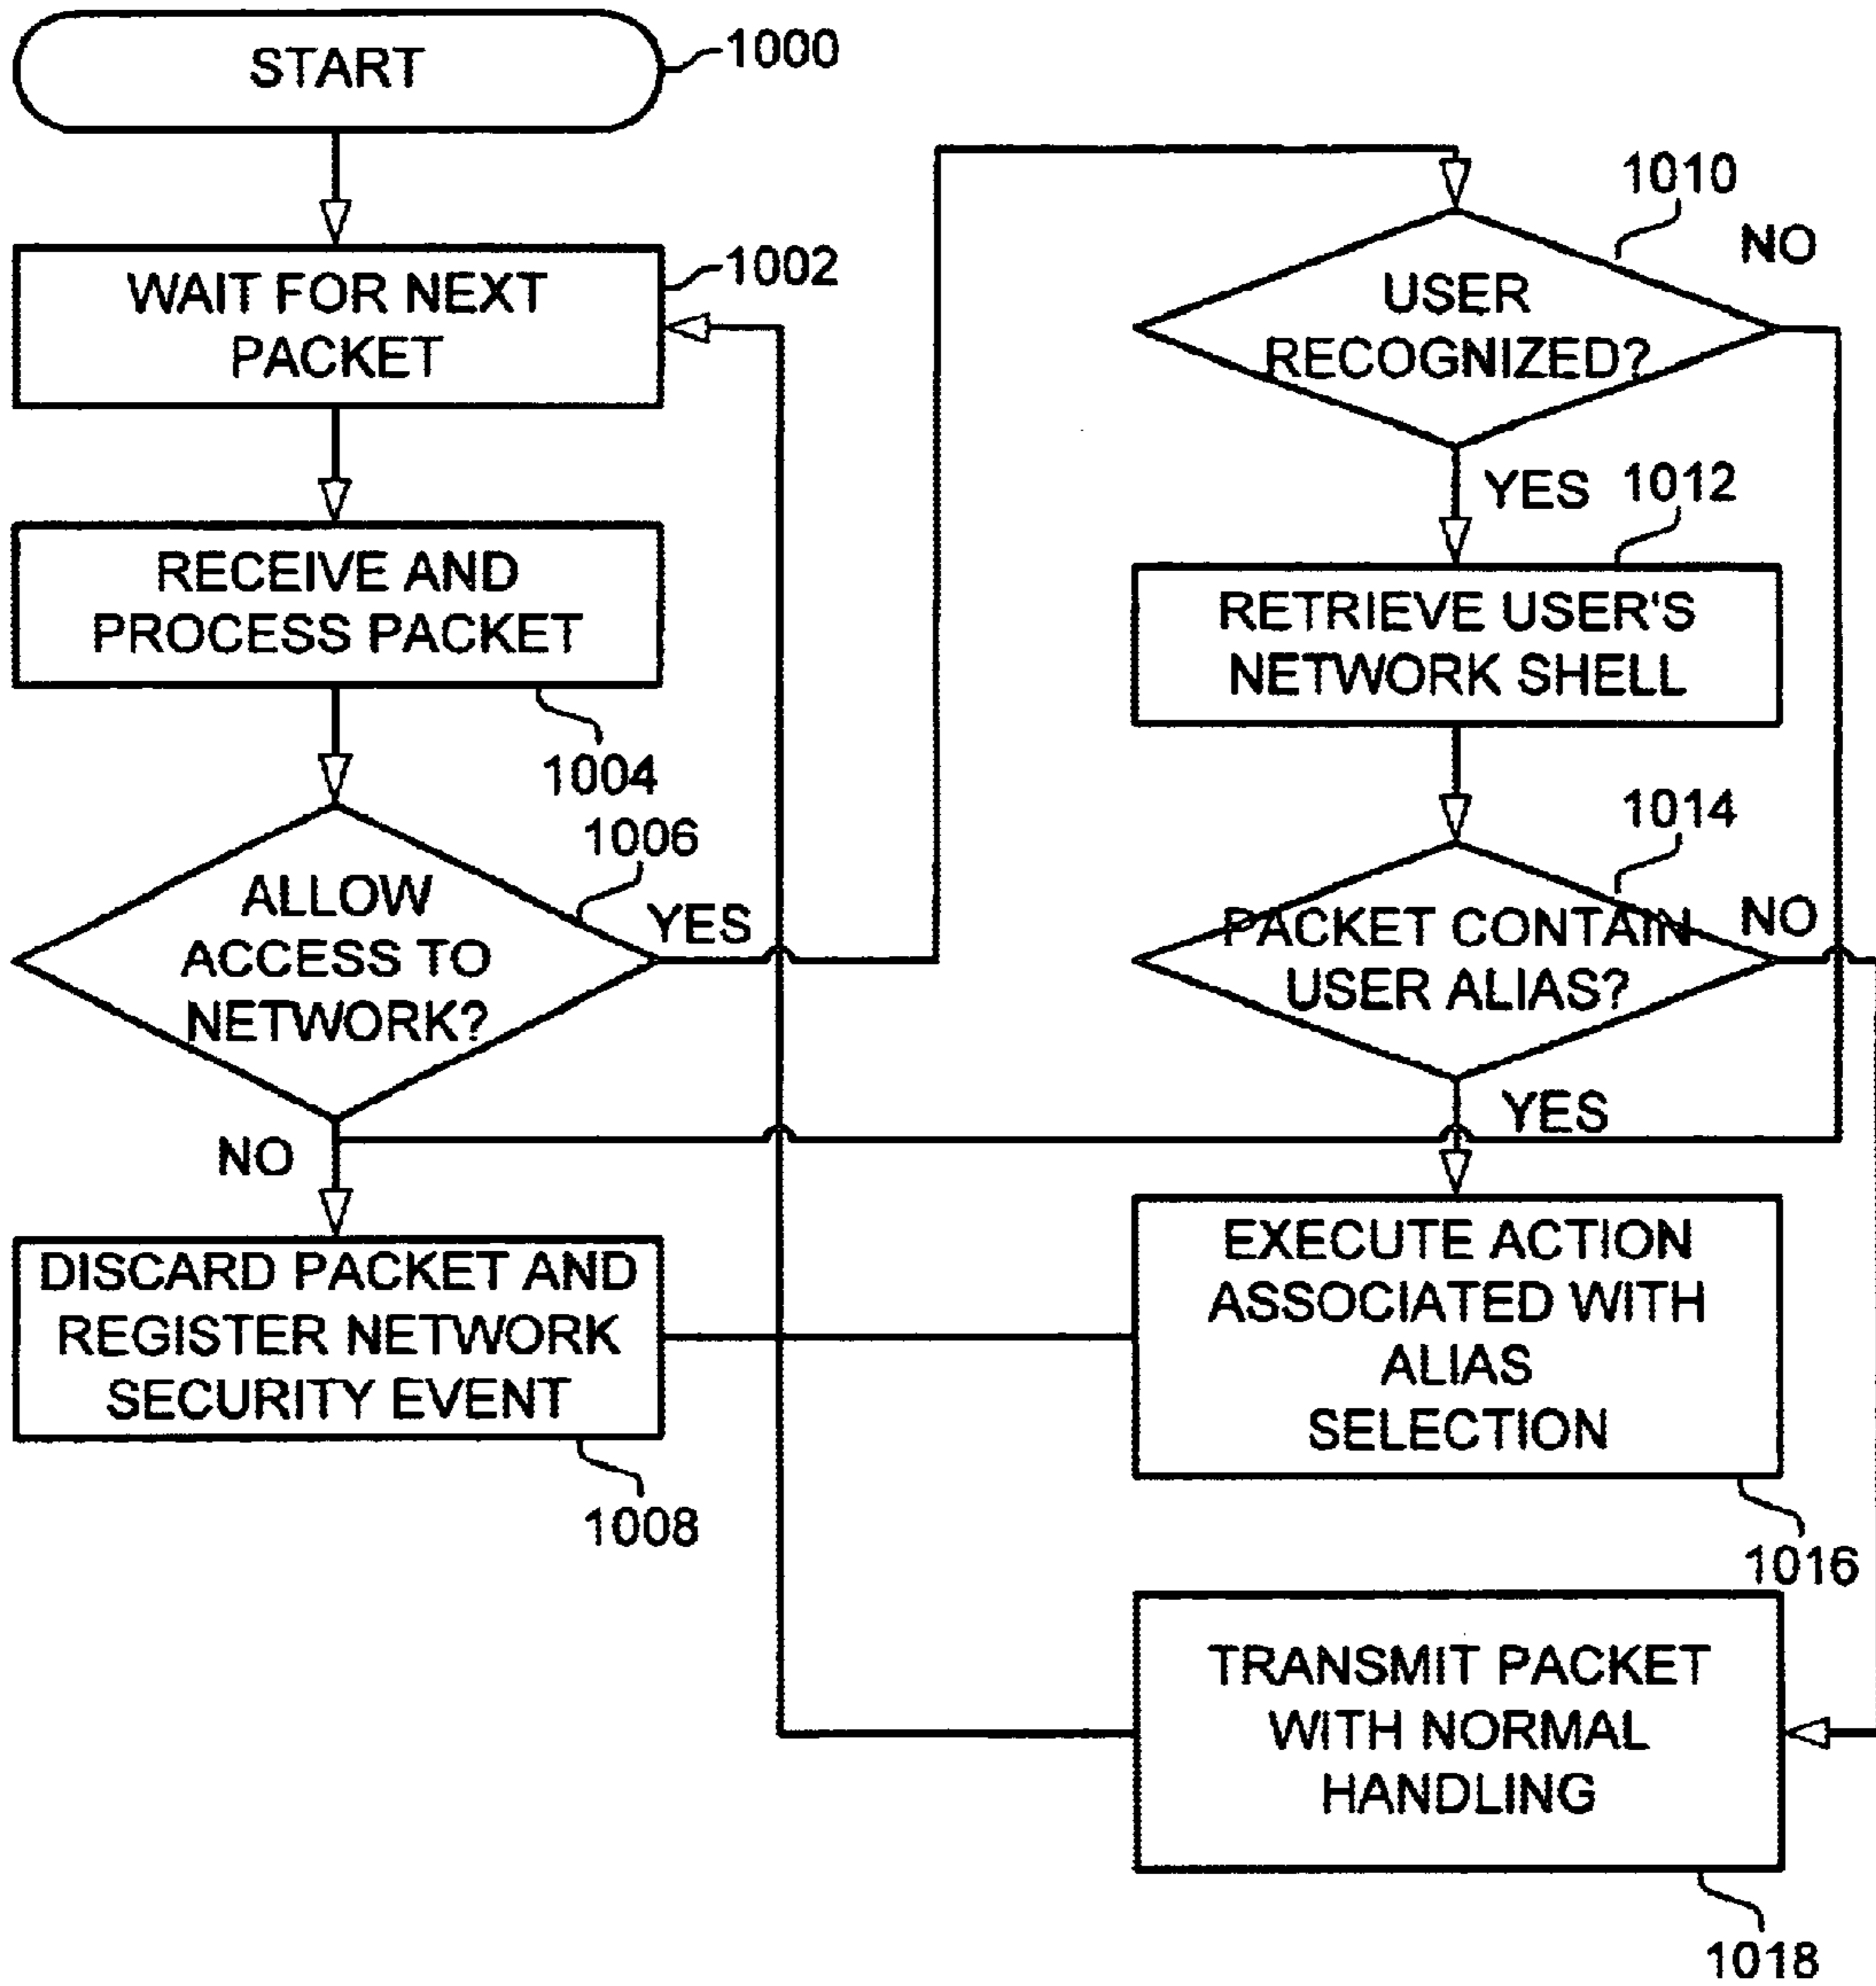 START
1000
WAIT FOR NEXT
PACKET
1002
RECEIVE AND
PROCESS PACKET
1004
ALLOW
ACCESS TO
NETWORK?
1006
YES
NO
DISCARD PACKET AND
REGISTER NETWORK
SECURITY EVENT
1008
USER
RECOGNIZED?
1010
NO
YES
RETRIEVE USER'S
NETWORK SHELL
1012
PACKET CONTAIN
USER ALIAS?
1014
NO
YES
EXECUTE ACTION
ASSOCIATED WITH
ALIAS
SELECTION
1016
TRANSMIT PACKET
WITH NORMAL
HANDLING
1018